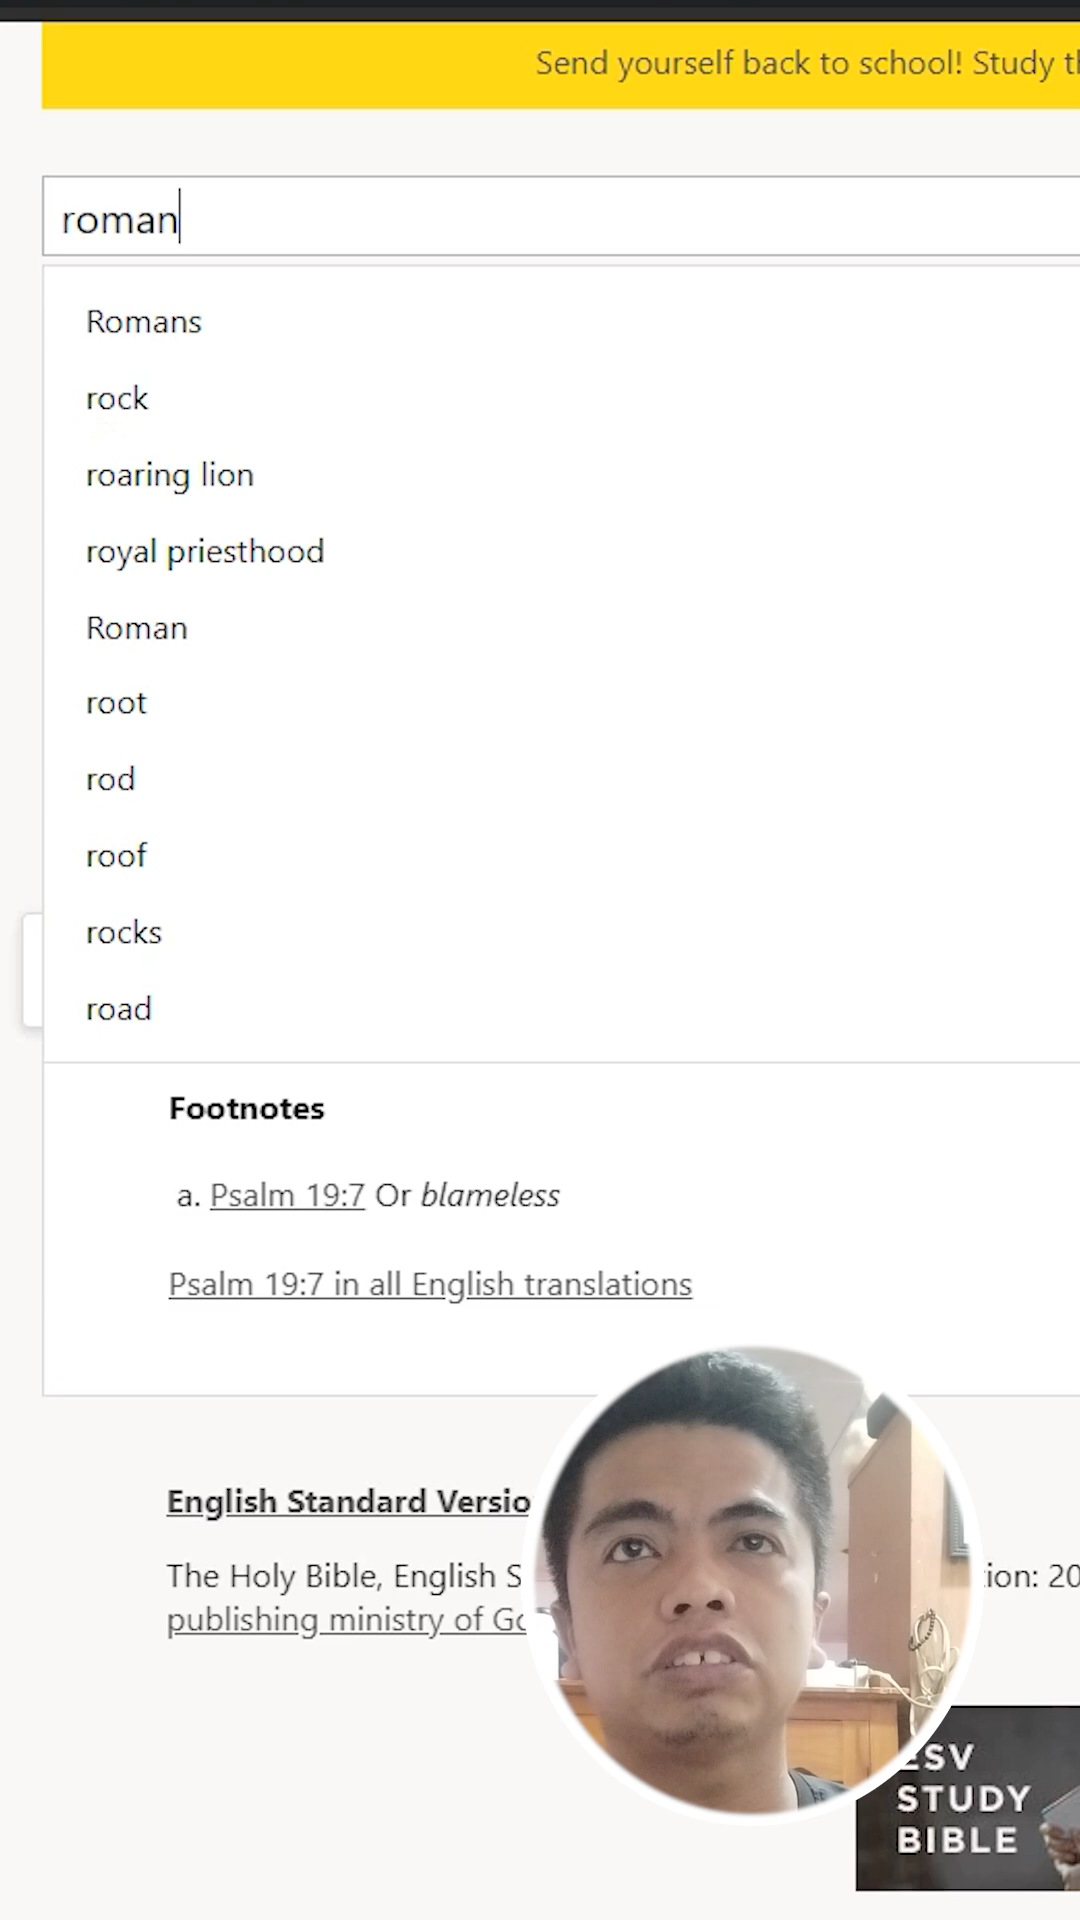 Send yourself back to school! Study
roman
Romans
rock
roaring lion
royal priesthood
Roman
root
rod
roof
rocks
road
Footnotes
a. Psalm 19:7 Or blameless
Psalm 19:7 in all English translations
English Standard Versio
The Holy Bible, English S
publishing ministry of
ESV
STUDY
BIBLE